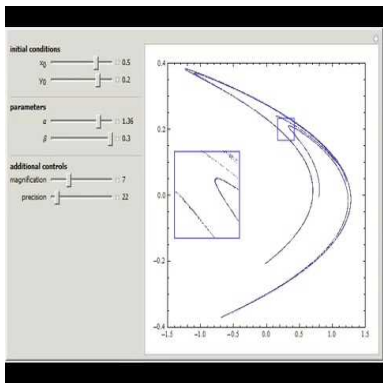 initial conditions
x₀ 0.5
y₀ 0.2
parameters
α 1.36
β 0.3
additional controls
magnification 7
precision 22
0.4
0.2
0.0
-0.2
-0.4
-1.5 -1.0 -0.5 0.0 0.5 1.0 1.5